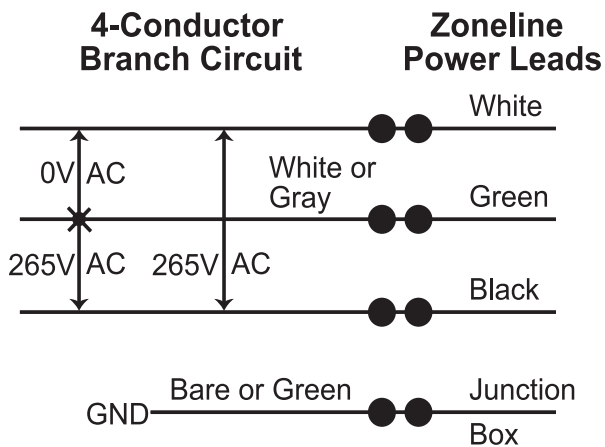 4-Conductor
Branch Circuit
Zoneline
Power Leads
White
0V AC
White or
Gray
Green
265V AC
265V AC
Black
GND
Bare or Green
Junction
Box